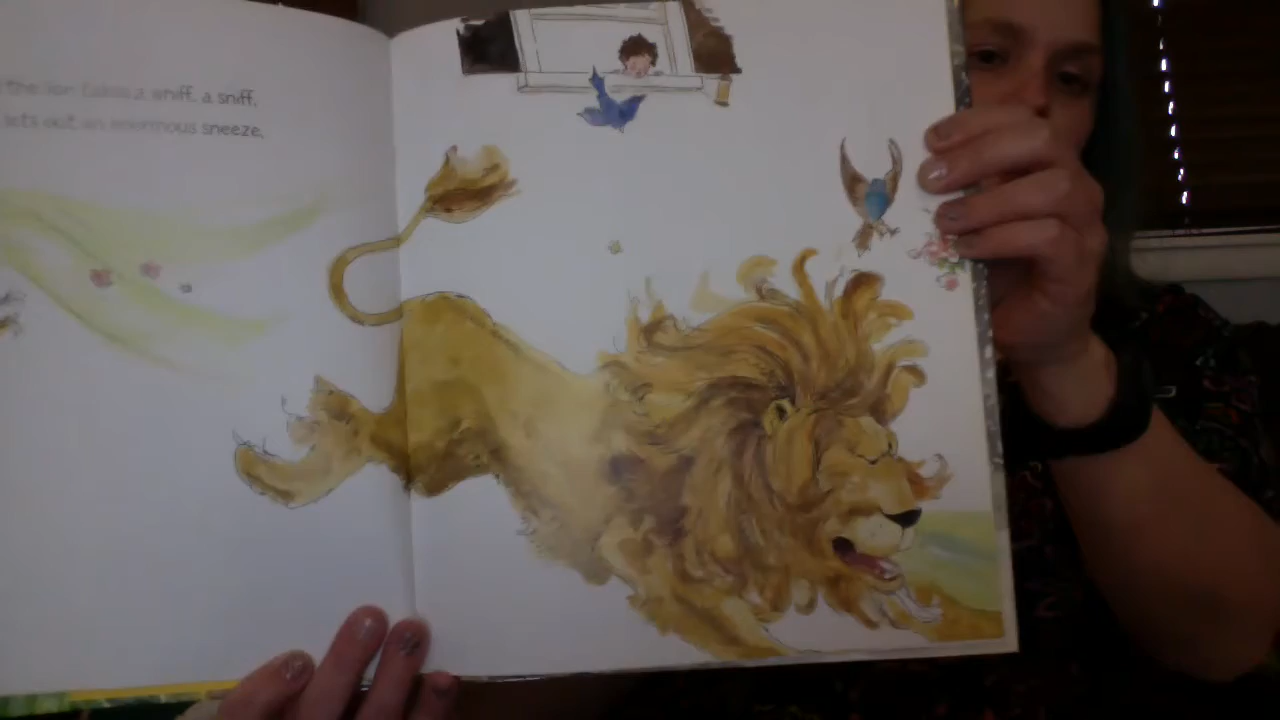 the lion takes a sniff, a sniff,
lets out an enormous sneeze,